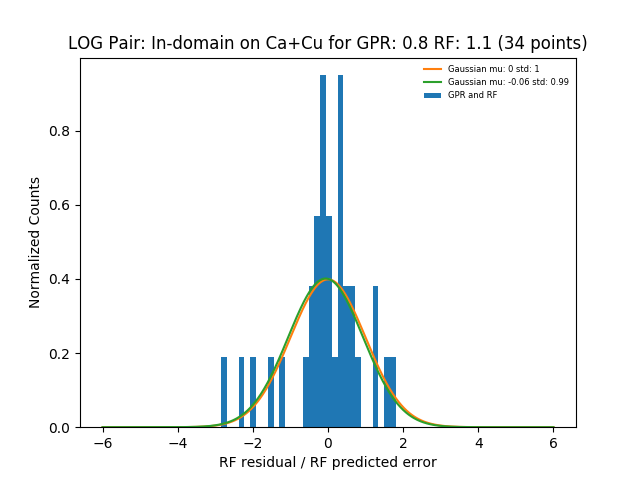 LOG Pair: In-domain on Ca+Cu for GPR: 0.8 RF: 1.1 (34 points)
Gaussian mu: 0 std: 1
Gaussian mu: -0.06 std: 0.99
GPR and RF
Normalized Counts
0.8
0.6
0.4
0.2
0.0
−6 −4 −2 0 2 4 6
RF residual / RF predicted error